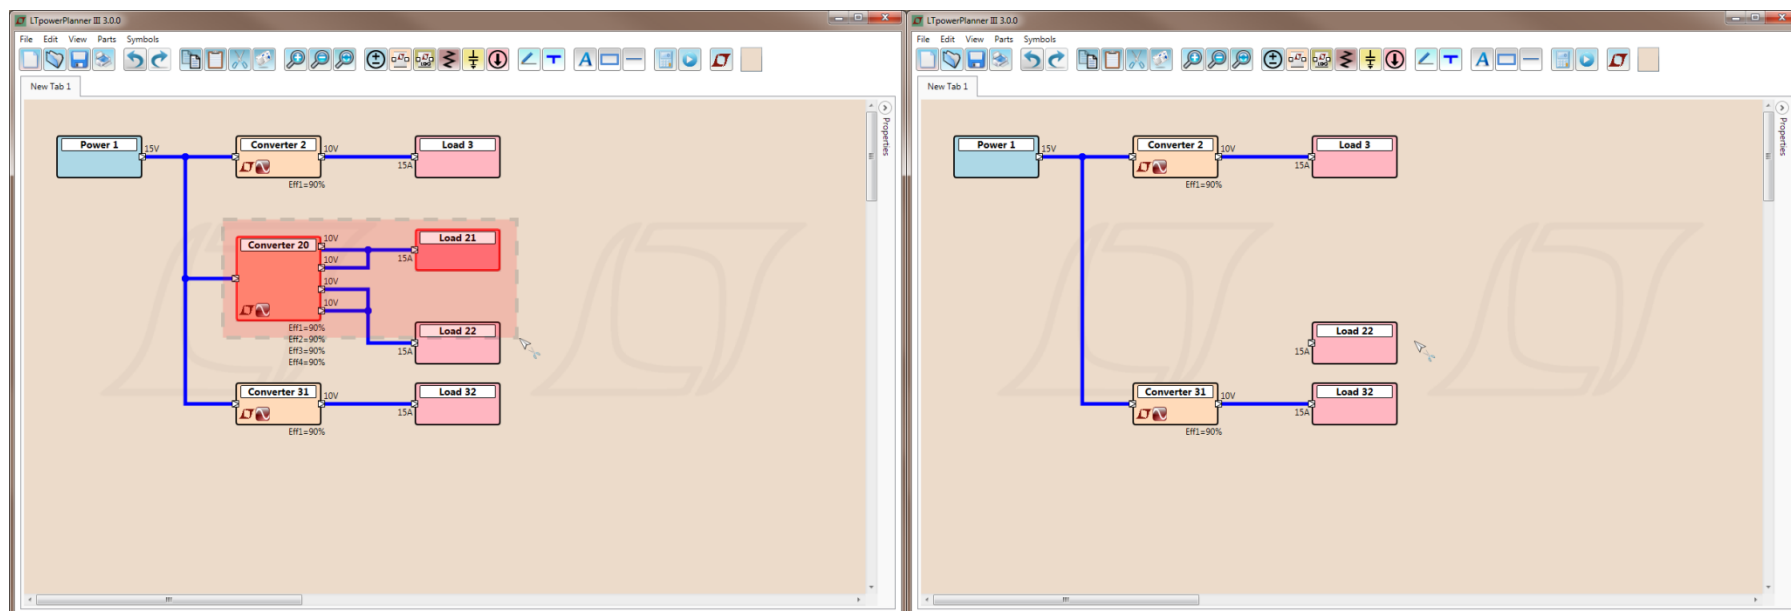 LTpowerPlanner III 3.0.0
File Edit View Parts Symbols
New Tab 1
Properties
Power 1
15V
Converter 2
10V
Eff1=90%
15A
Load 3
Converter 20
10V
10V
10V
10V
Eff1=90%
Eff2=90%
Eff3=90%
Eff4=90%
15A
Load 21
15A
Load 22
Converter 31
10V
Eff1=90%
15A
Load 32
LTpowerPlanner III 3.0.0
File Edit View Parts Symbols
New Tab 1
Properties
Power 1
15V
Converter 2
10V
Eff1=90%
15A
Load 3
15A
Load 22
Converter 31
10V
Eff1=90%
15A
Load 32